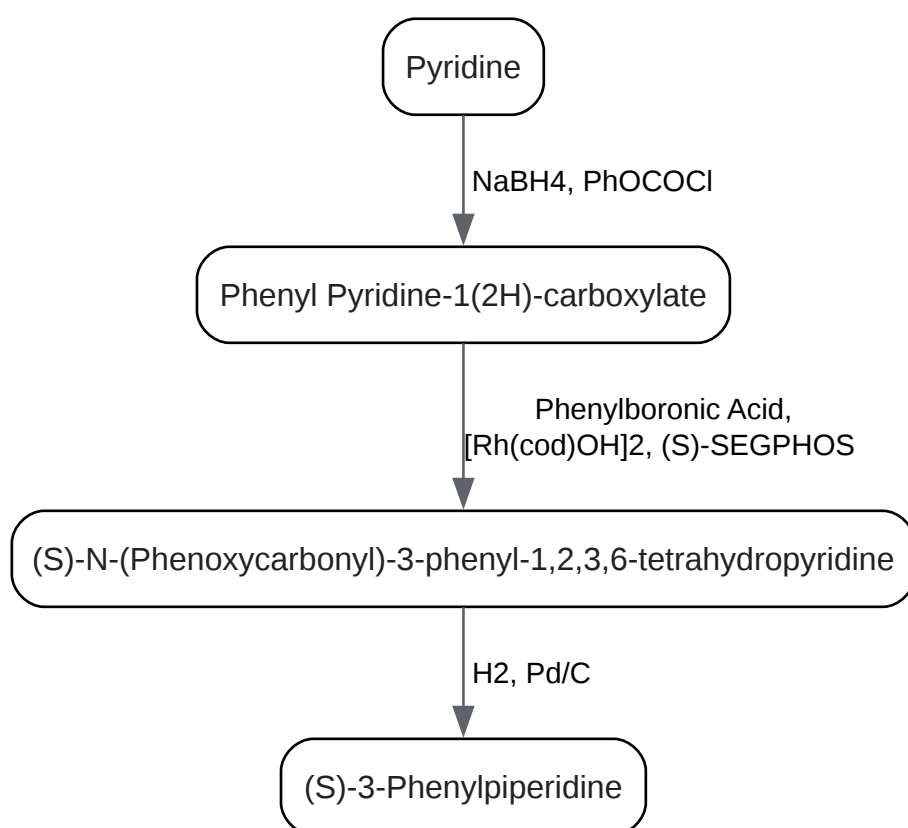 Pyridine
NaBH4, PhOCOCl
Phenyl Pyridine-1(2H)-carboxylate
Phenylboronic Acid,
[Rh(cod)OH]2, (S)-SEGPHOS
(S)-N-(Phenoxycarbonyl)-3-phenyl-1,2,3,6-tetrahydropyridine
H2, Pd/C
(S)-3-Phenylpiperidine